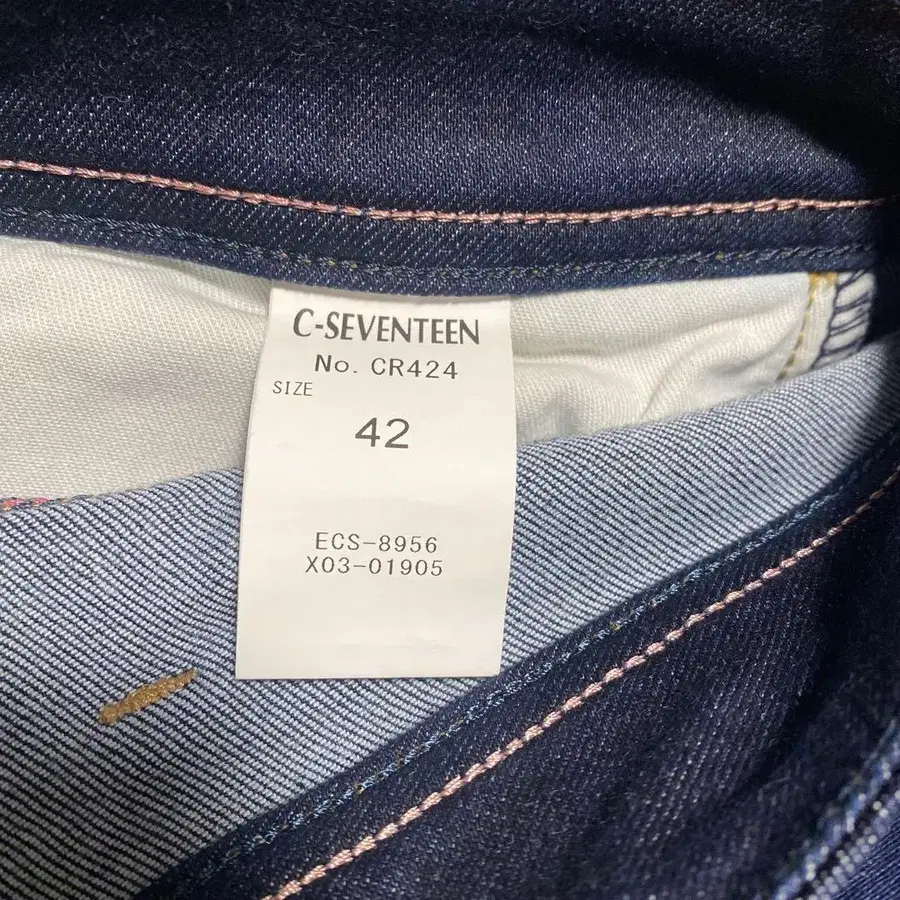 C-SEVENTEEN
No. CR424
SIZE
42
ECS-8956
X03-01905